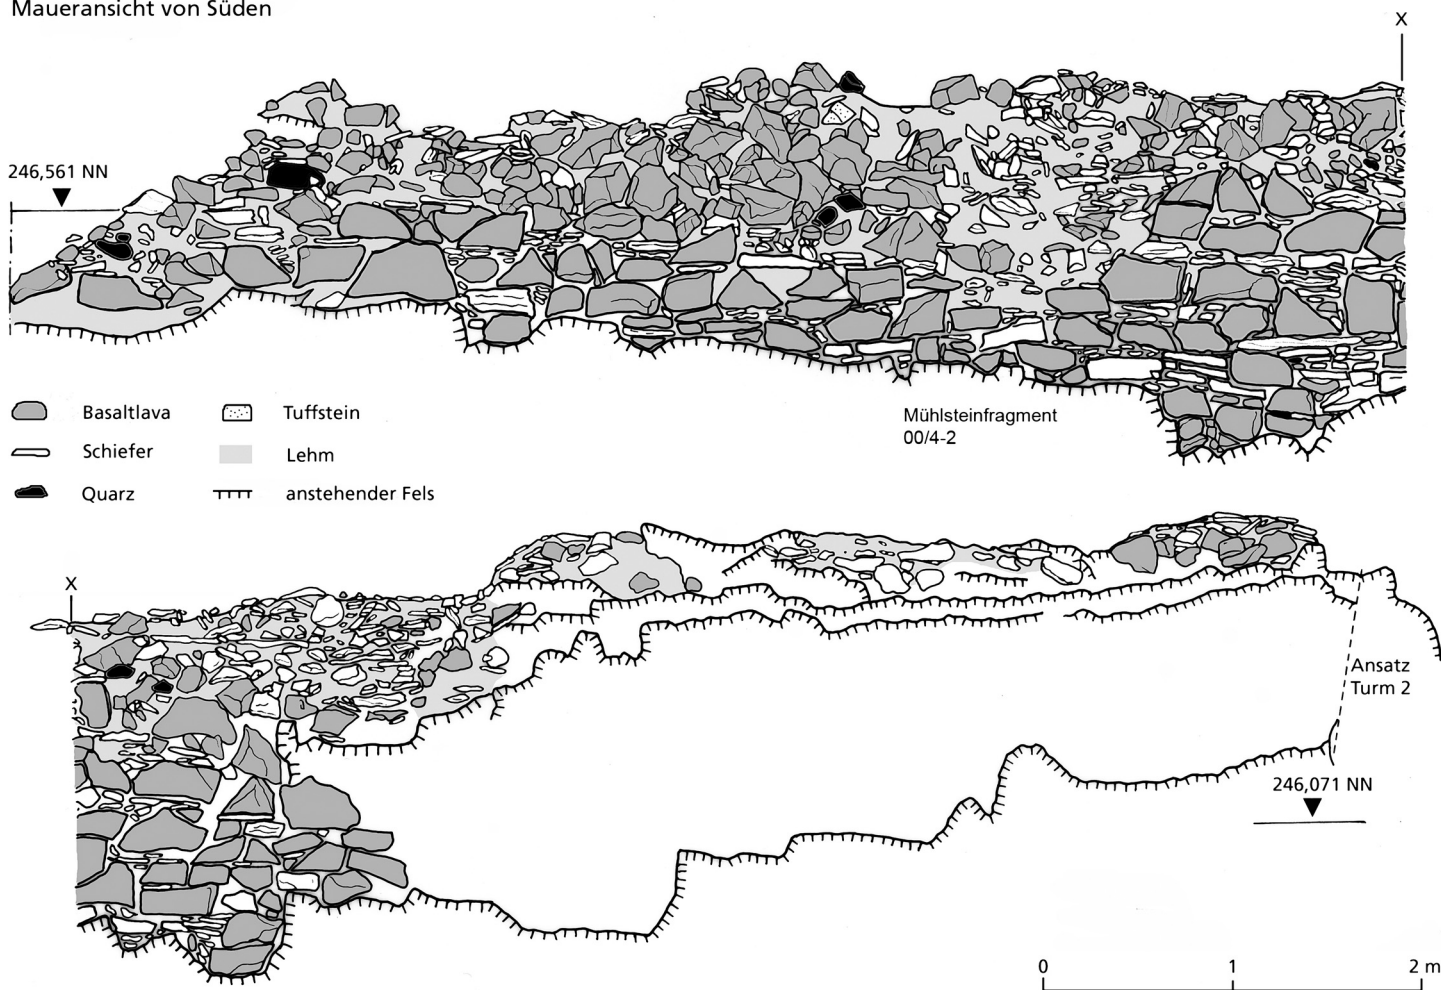 Maueransicht von Süden
X
246,561 NN
Basaltlava
Tuffstein
Schiefer
Lehm
Quarz
anstehender Fels
Mühlsteinfragment
00/4-2
X
Ansatz
Turm 2
246,071 NN
0 1 2 m